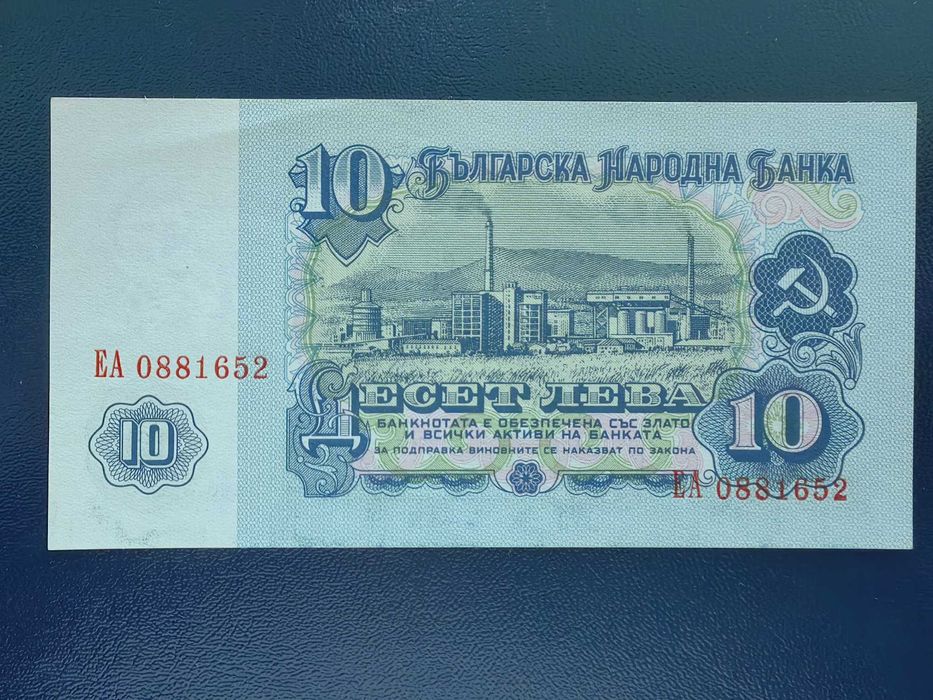 10
БЪЛГАРСКА НАРОДНА БАНКА
ЕА 0881652
ДЕСЕТ ЛЕВА
10
10
БАНКНОТАТА Е ОБЕЗПЕЧЕНА СЪС ЗЛАТО
И ВСИЧКИ АКТИВИ НА БАНКАТА
ЗА ПОДПРАВКА ВИНОВНИТЕ СЕ НАКАЗВАТ ПО ЗАКОНА
ЕА 0881652